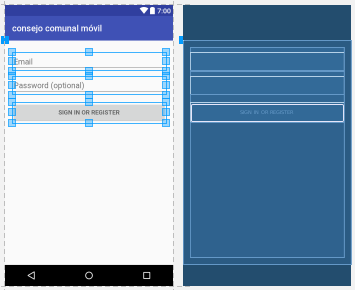 7:00
consejo comunal móvil
Email
Password (optional)
SIGN IN OR REGISTER
SIGN IN OR REGISTER